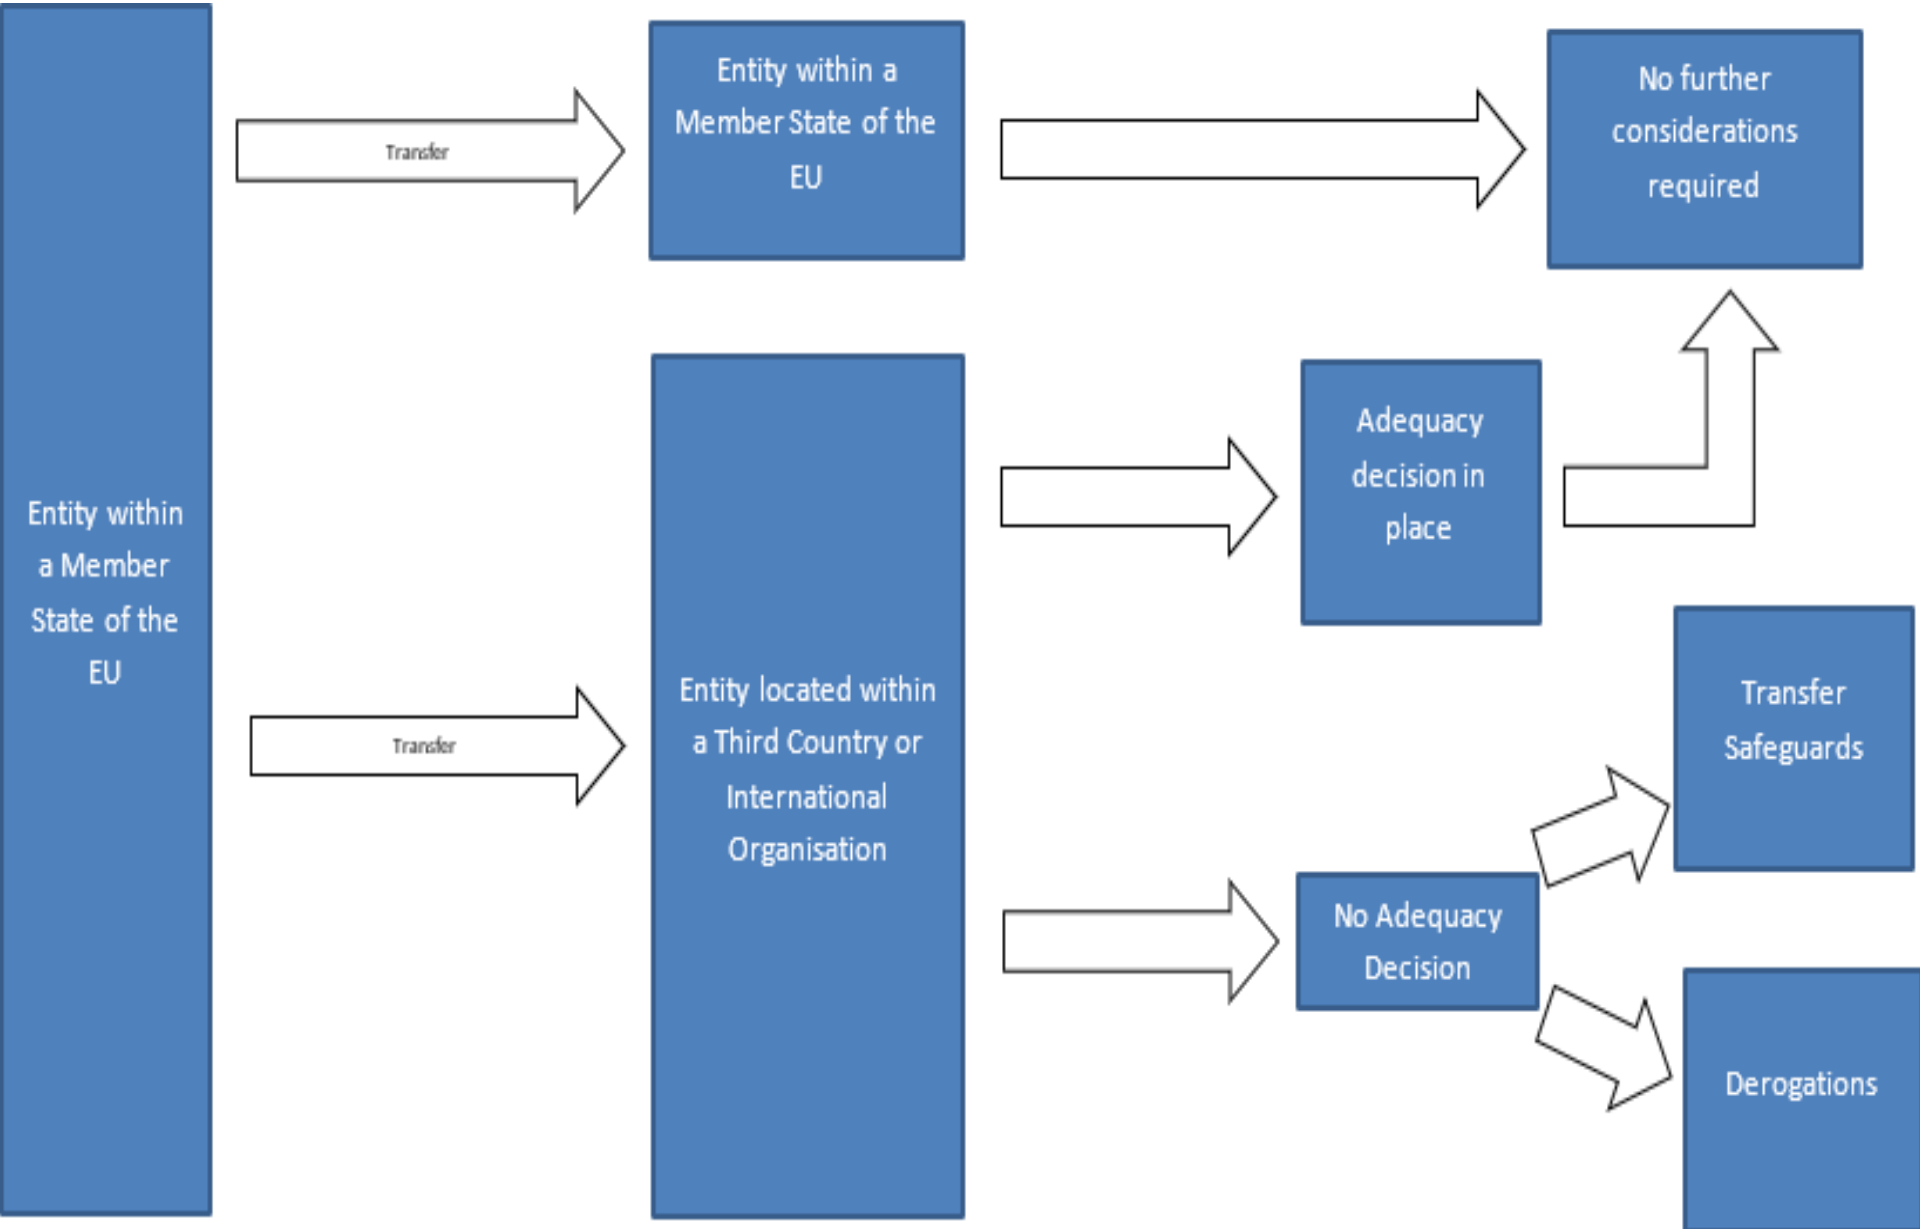 Entity within
a Member
State of the
EU
Transfer
Entity within a
Member State of the
EU
No further
considerations
required
Transfer
Entity located within
a Third Country or
International
Organisation
Adequacy
decision in
place
No Adequacy
Decision
Transfer
Safeguards
Derogations